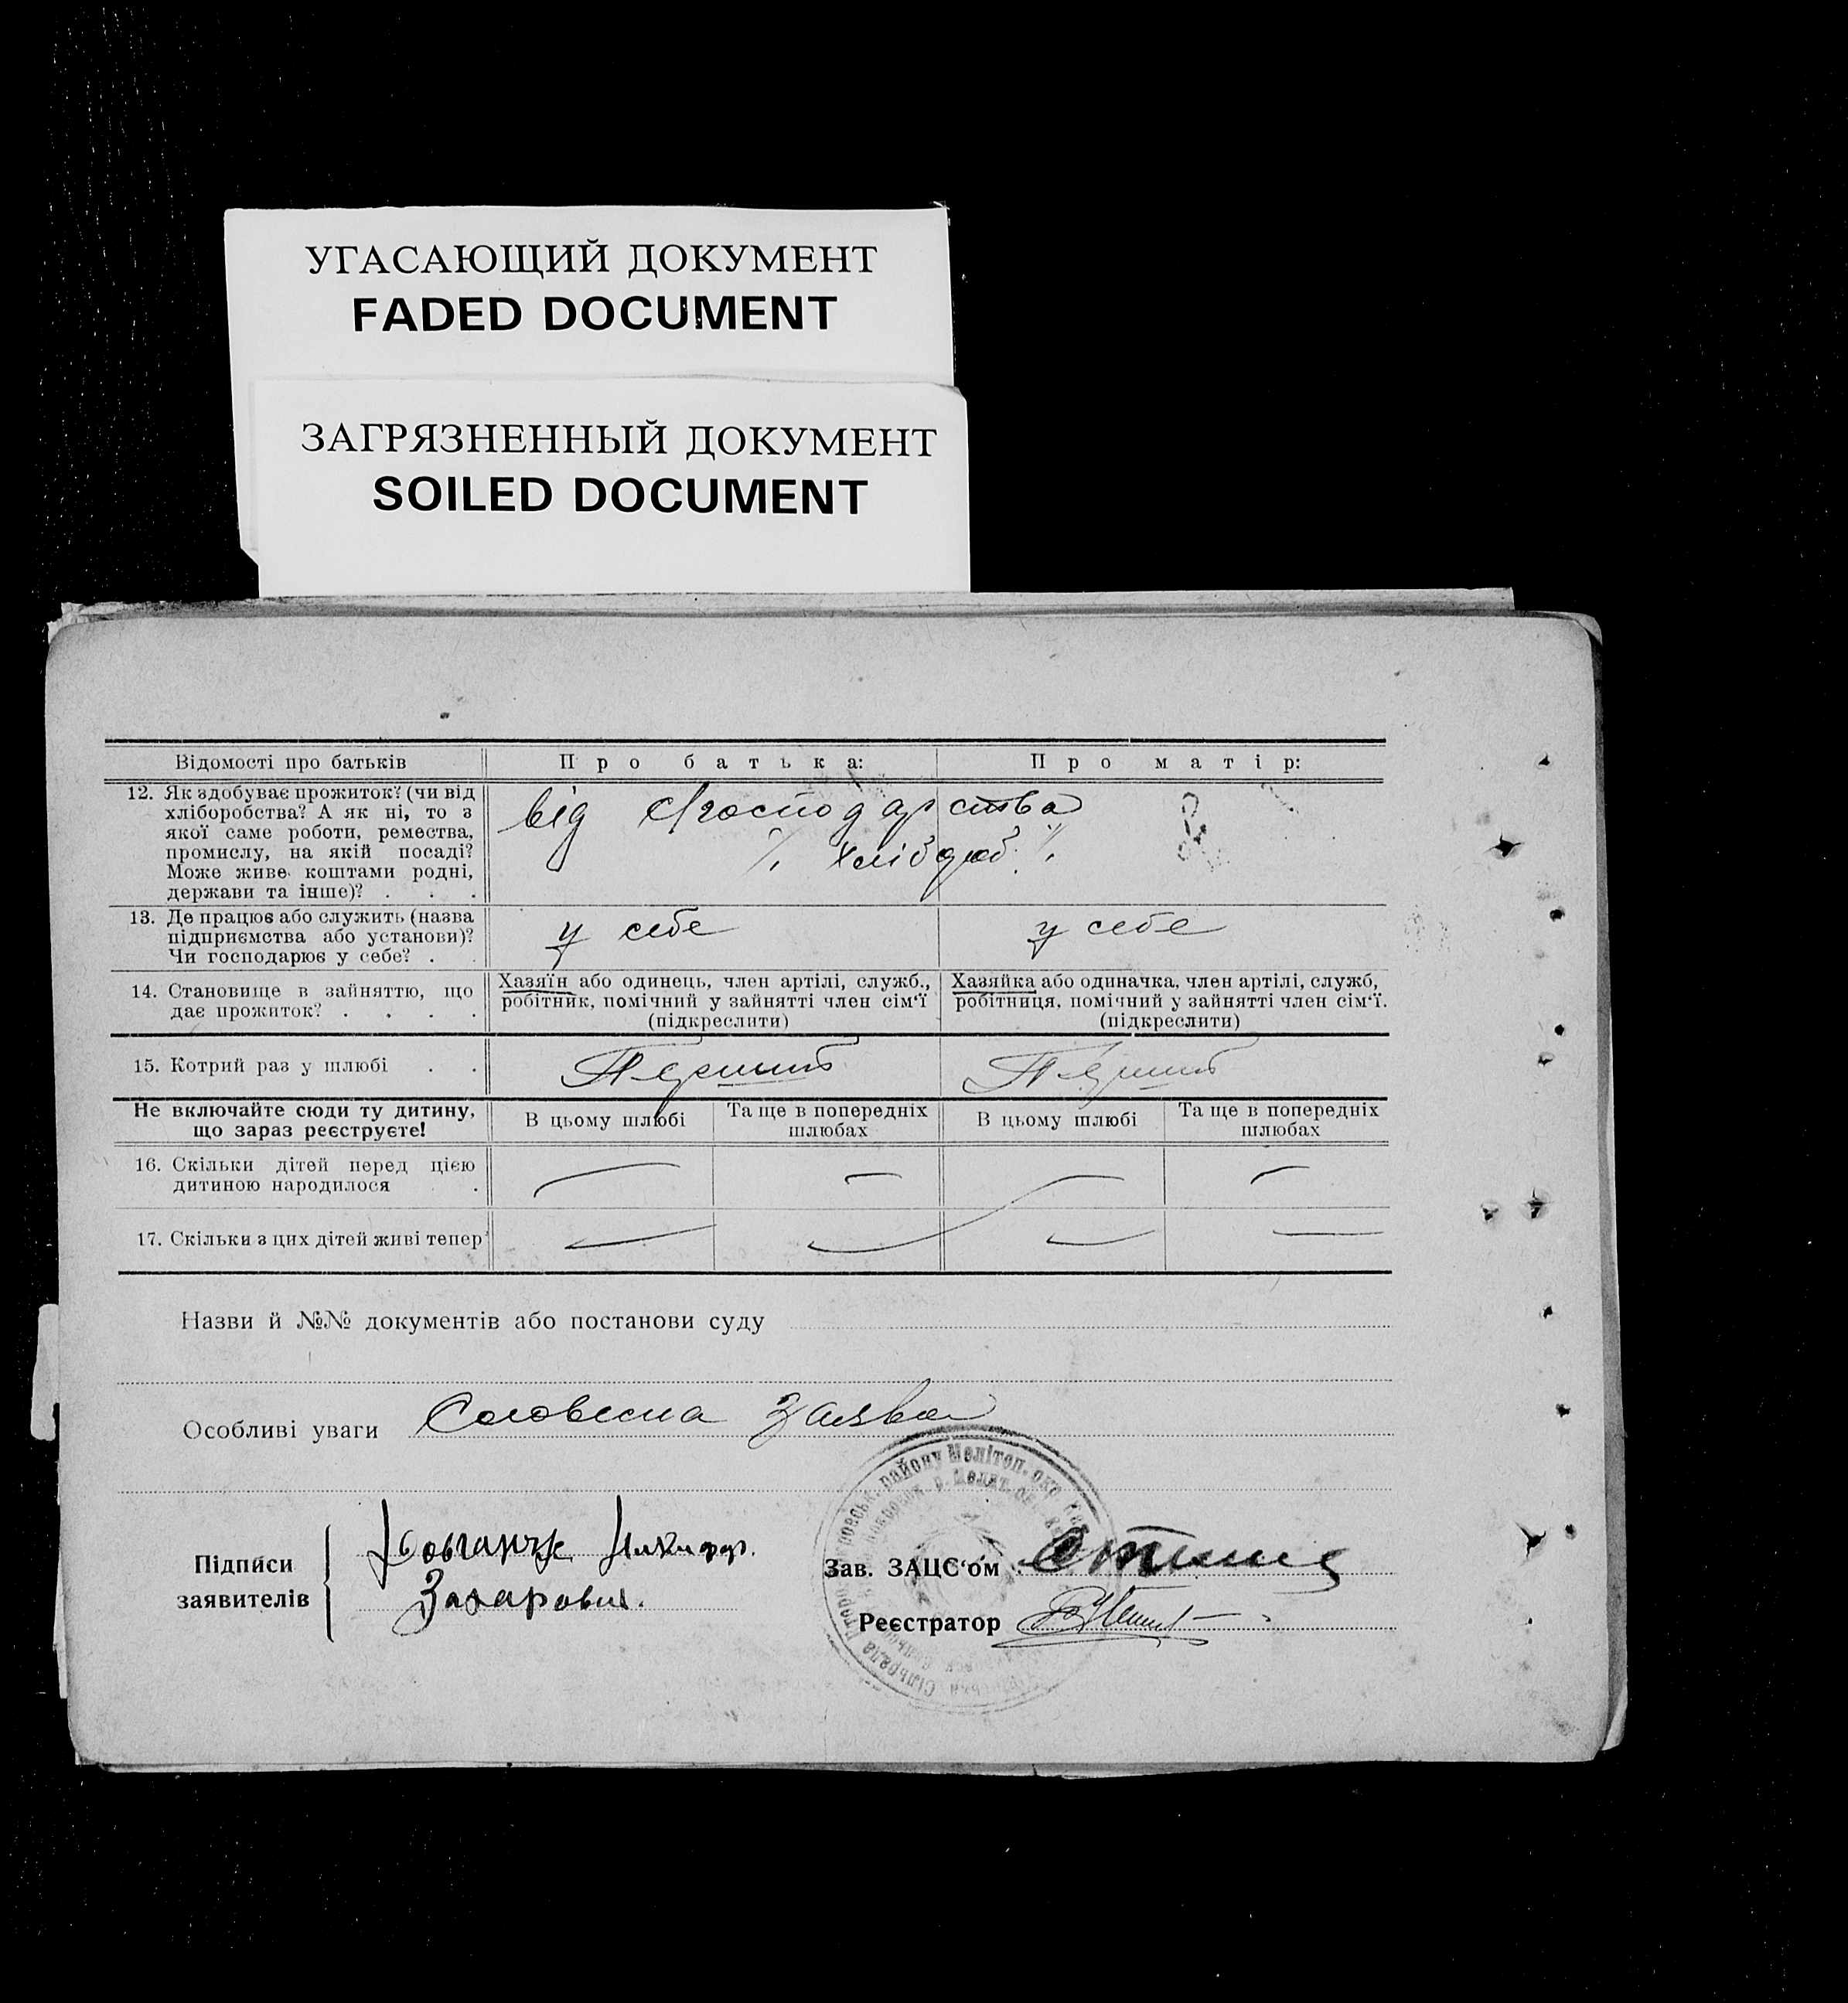 УГАСАЮЩИЙ ДОКУМЕНТ
FADED DOCUMENT
ЗАГРЯЗНЕННЫЙ ДОКУМЕНТ
SOILED DOCUMENT
Відомості про батьків
Про батька:
Про матір:
12. Як здобуває прожиток? (чи від
хліборобства? А як ні, то з
якої саме роботи, ремества,
промислу, на якій посаді?
Може живе коштами родні,
держави та інше)? . . .
від господарства
13. Де працює або служить (назва
підприємства або установи)?
Чи господарює у себе? . .
у себе
у себе
14. Становище в зайняттю, що
дає прожиток? . . . .
Хазяїн або одинець, член артілі, служб.,
робітник, помічний у зайнятті член сім'ї
(підкреслити)
Хазяйка або одиначка, член артілі, служб,
робітниця, помічний у зайнятті член сім'ї.
(підкреслити)
15. Котрий раз у шлюбі . .
Не включайте сюди ту дитину,
що зараз реєструєте!
В цьому шлюбі
Та ще в попередніх
шлюбах
В цьому шлюбі
Та ще в попередніх
шлюбах
16. Скільки дітей перед цією
дитиною народилося .
17. Скільки з цих дітей живі тепер
Назви й №№ документів або постанови суду
Особливі уваги Словесна заява
району Мелітоп. окр.
Сільрада
Підписи
заявителів
Зав. ЗАЦС'ом
Реєстратор